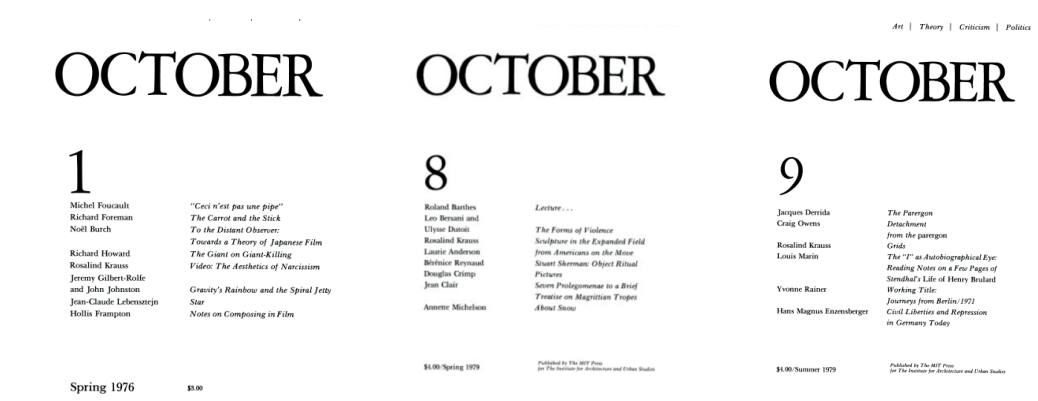 OCTOBER
1
Michel Foucault "Ceci n'est pas une pipe"
Richard Foreman The Carrot and the Stick
Noël Burch To the Distant Observer:
Towards a Theory of Japanese Film
Richard Howard The Giant on Giant-Killing
Rosalind Krauss Video: The Aesthetics of Narcissism
Jeremy Gilbert-Rolfe
and John Johnston Gravity's Rainbow and the Spiral Jetty
Jean-Claude Lebensztejn Star
Hollis Frampton Notes on Composing in Film
Spring 1976 $3.00
OCTOBER
8
Roland Barthes Lecture . . .
Leo Bersani and
Ulysse Dutoit The Forms of Violence
Rosalind Krauss Sculpture in the Expanded Field
Laurie Anderson from Americans on the Move
Bérénice Reynaud Stuart Sherman: Object Ritual
Douglas Crimp Pictures
Jean Clair Seven Prolegomenae to a Brief
Treatise on Magrittian Tropes
Annette Michelson About Snow
$4.00/Spring 1979 Published by The MIT Press
for The Institute for Architecture and Urban Studies
Art | Theory | Criticism | Politics
OCTOBER
9
Jacques Derrida The Parergon
Craig Owens Detachment
from the parergon
Rosalind Krauss Grids
Louis Marin The "I" as Autobiographical Eye:
Reading Notes on a Few Pages of
Stendhal's Life of Henry Brulard
Yvonne Rainer Working Title:
Journeys from Berlin/1971
Hans Magnus Enzensberger Civil Liberties and Repression
in Germany Today
$4.00/Summer 1979 Published by The MIT Press
for The Institute for Architecture and Urban Studies